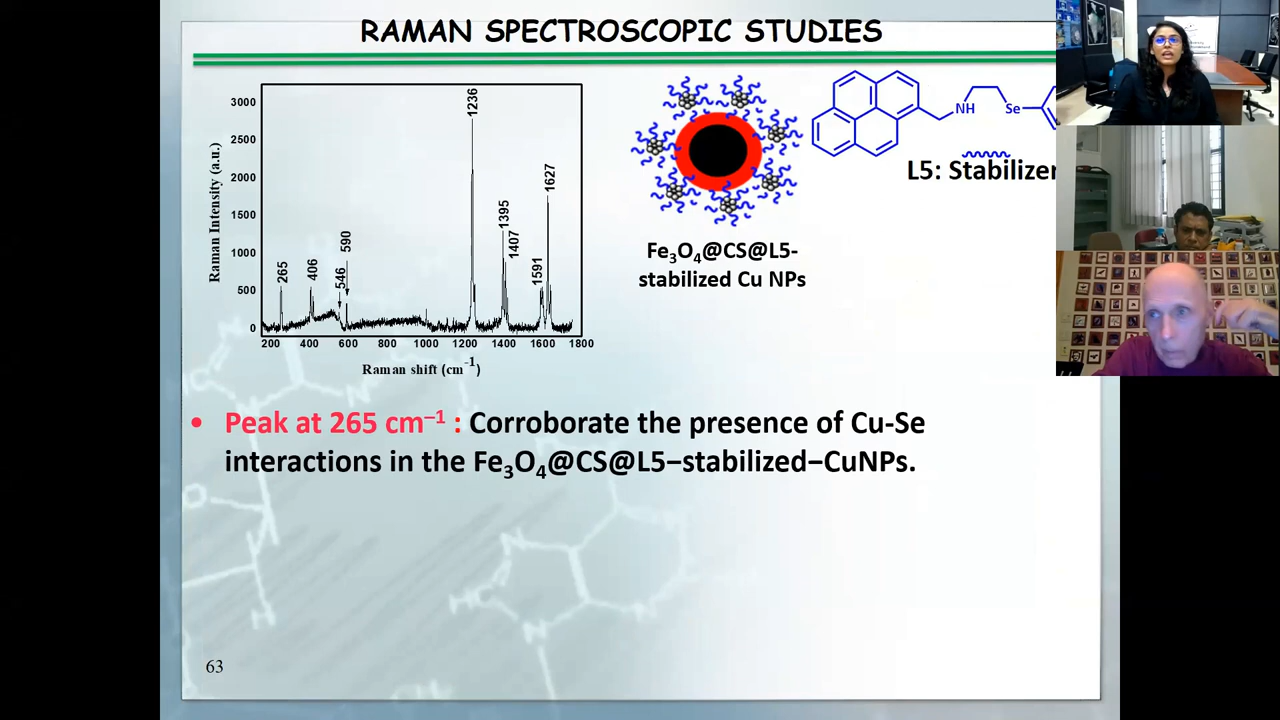 RAMAN SPECTROSCOPIC STUDIES
3000
2500
2000
1500
1000
500
0
Raman Intensity (a.u.)
265
406
546
590
1236
1395
1407
1591
1627
200 400 600 800 1000 1200 1400 1600 1800
Raman shift (cm⁻¹)
NH
Se
L5: Stabilizer
Fe₃O₄@CS@L5-
stabilized Cu NPs
• Peak at 265 cm⁻¹ : Corroborate the presence of Cu-Se
interactions in the Fe₃O₄@CS@L5−stabilized−CuNPs.
63